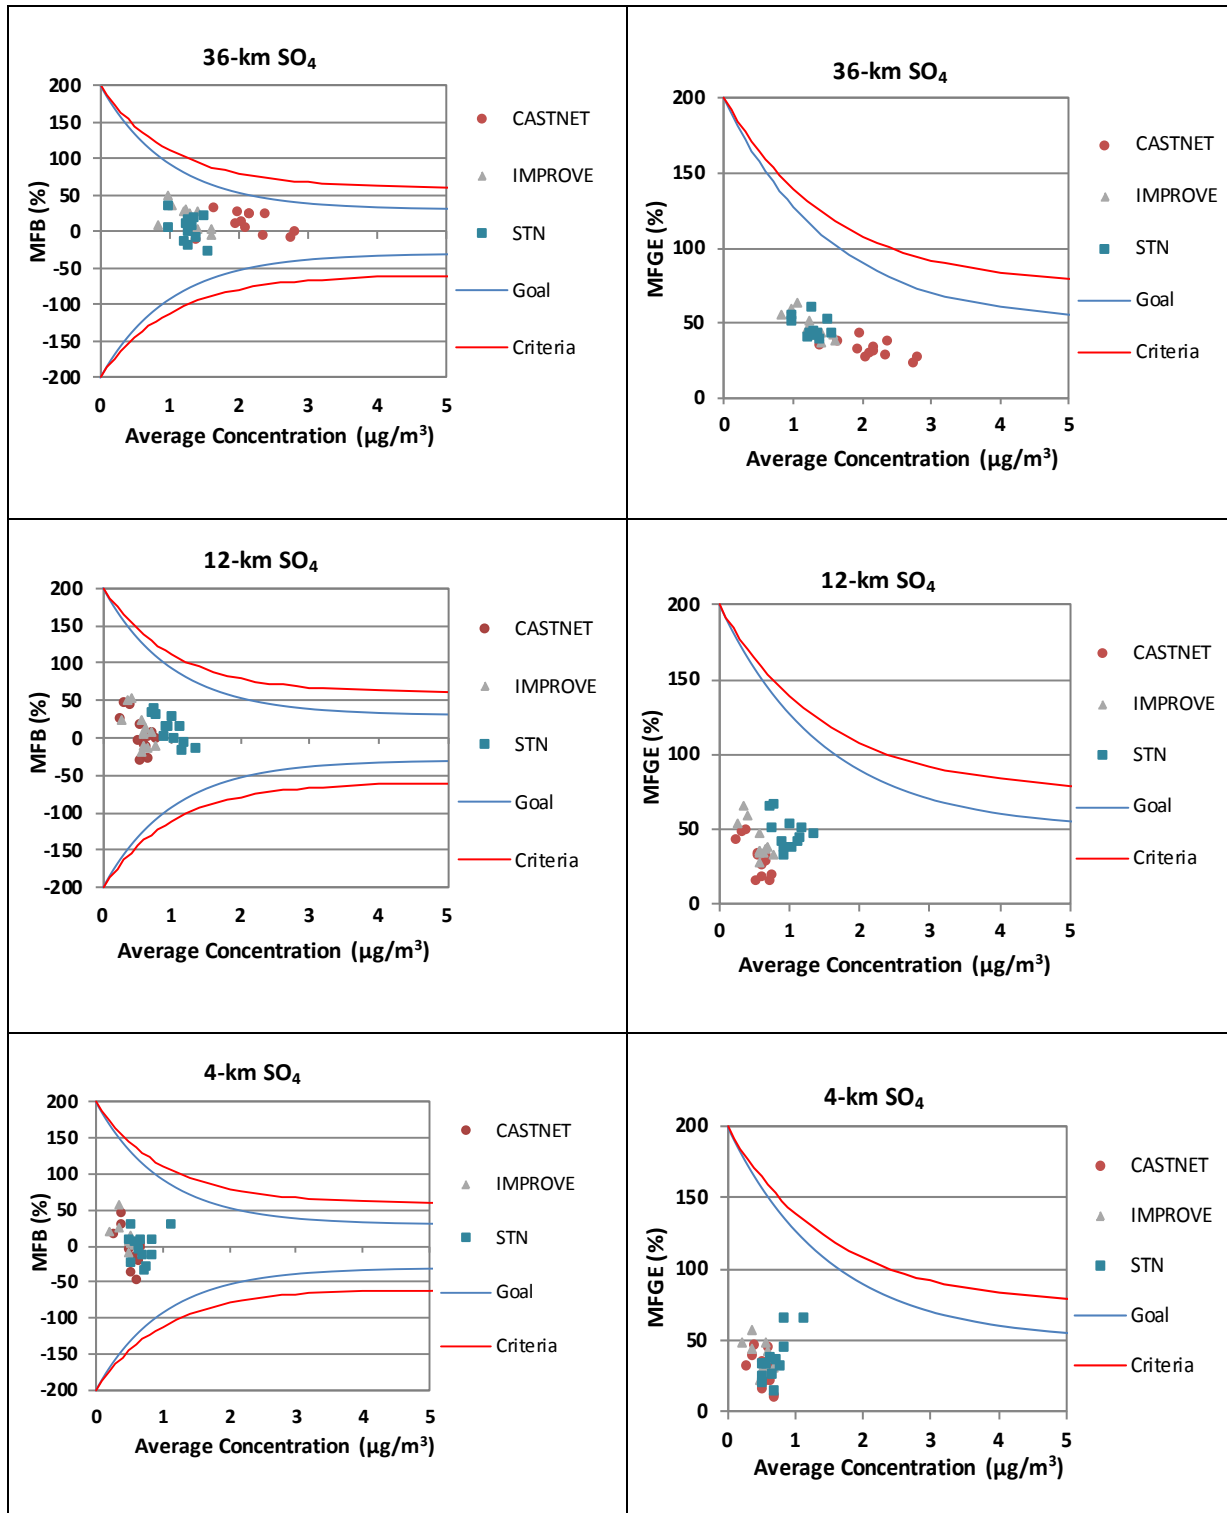 36-km SO₄
MFB (%)
200
150
100
50
0
-50
-100
-150
-200
0 1 2 3 4 5
Average Concentration (µg/m³)
CASTNET
IMPROVE
STN
Goal
Criteria
36-km SO₄
MFGE (%)
200
150
100
50
0
0 1 2 3 4 5
Average Concentration (µg/m³)
CASTNET
IMPROVE
STN
Goal
Criteria
12-km SO₄
MFB (%)
200
150
100
50
0
-50
-100
-150
-200
0 1 2 3 4 5
Average Concentration (µg/m³)
CASTNET
IMPROVE
STN
Goal
Criteria
12-km SO₄
MFGE (%)
200
150
100
50
0
0 1 2 3 4 5
Average Concentration (µg/m³)
CASTNET
IMPROVE
STN
Goal
Criteria
4-km SO₄
MFB (%)
200
150
100
50
0
-50
-100
-150
-200
0 1 2 3 4 5
Average Concentration (µg/m³)
CASTNET
IMPROVE
STN
Goal
Criteria
4-km SO₄
MFGE (%)
200
150
100
50
0
0 1 2 3 4 5
Average Concentration (µg/m³)
CASTNET
IMPROVE
STN
Goal
Criteria